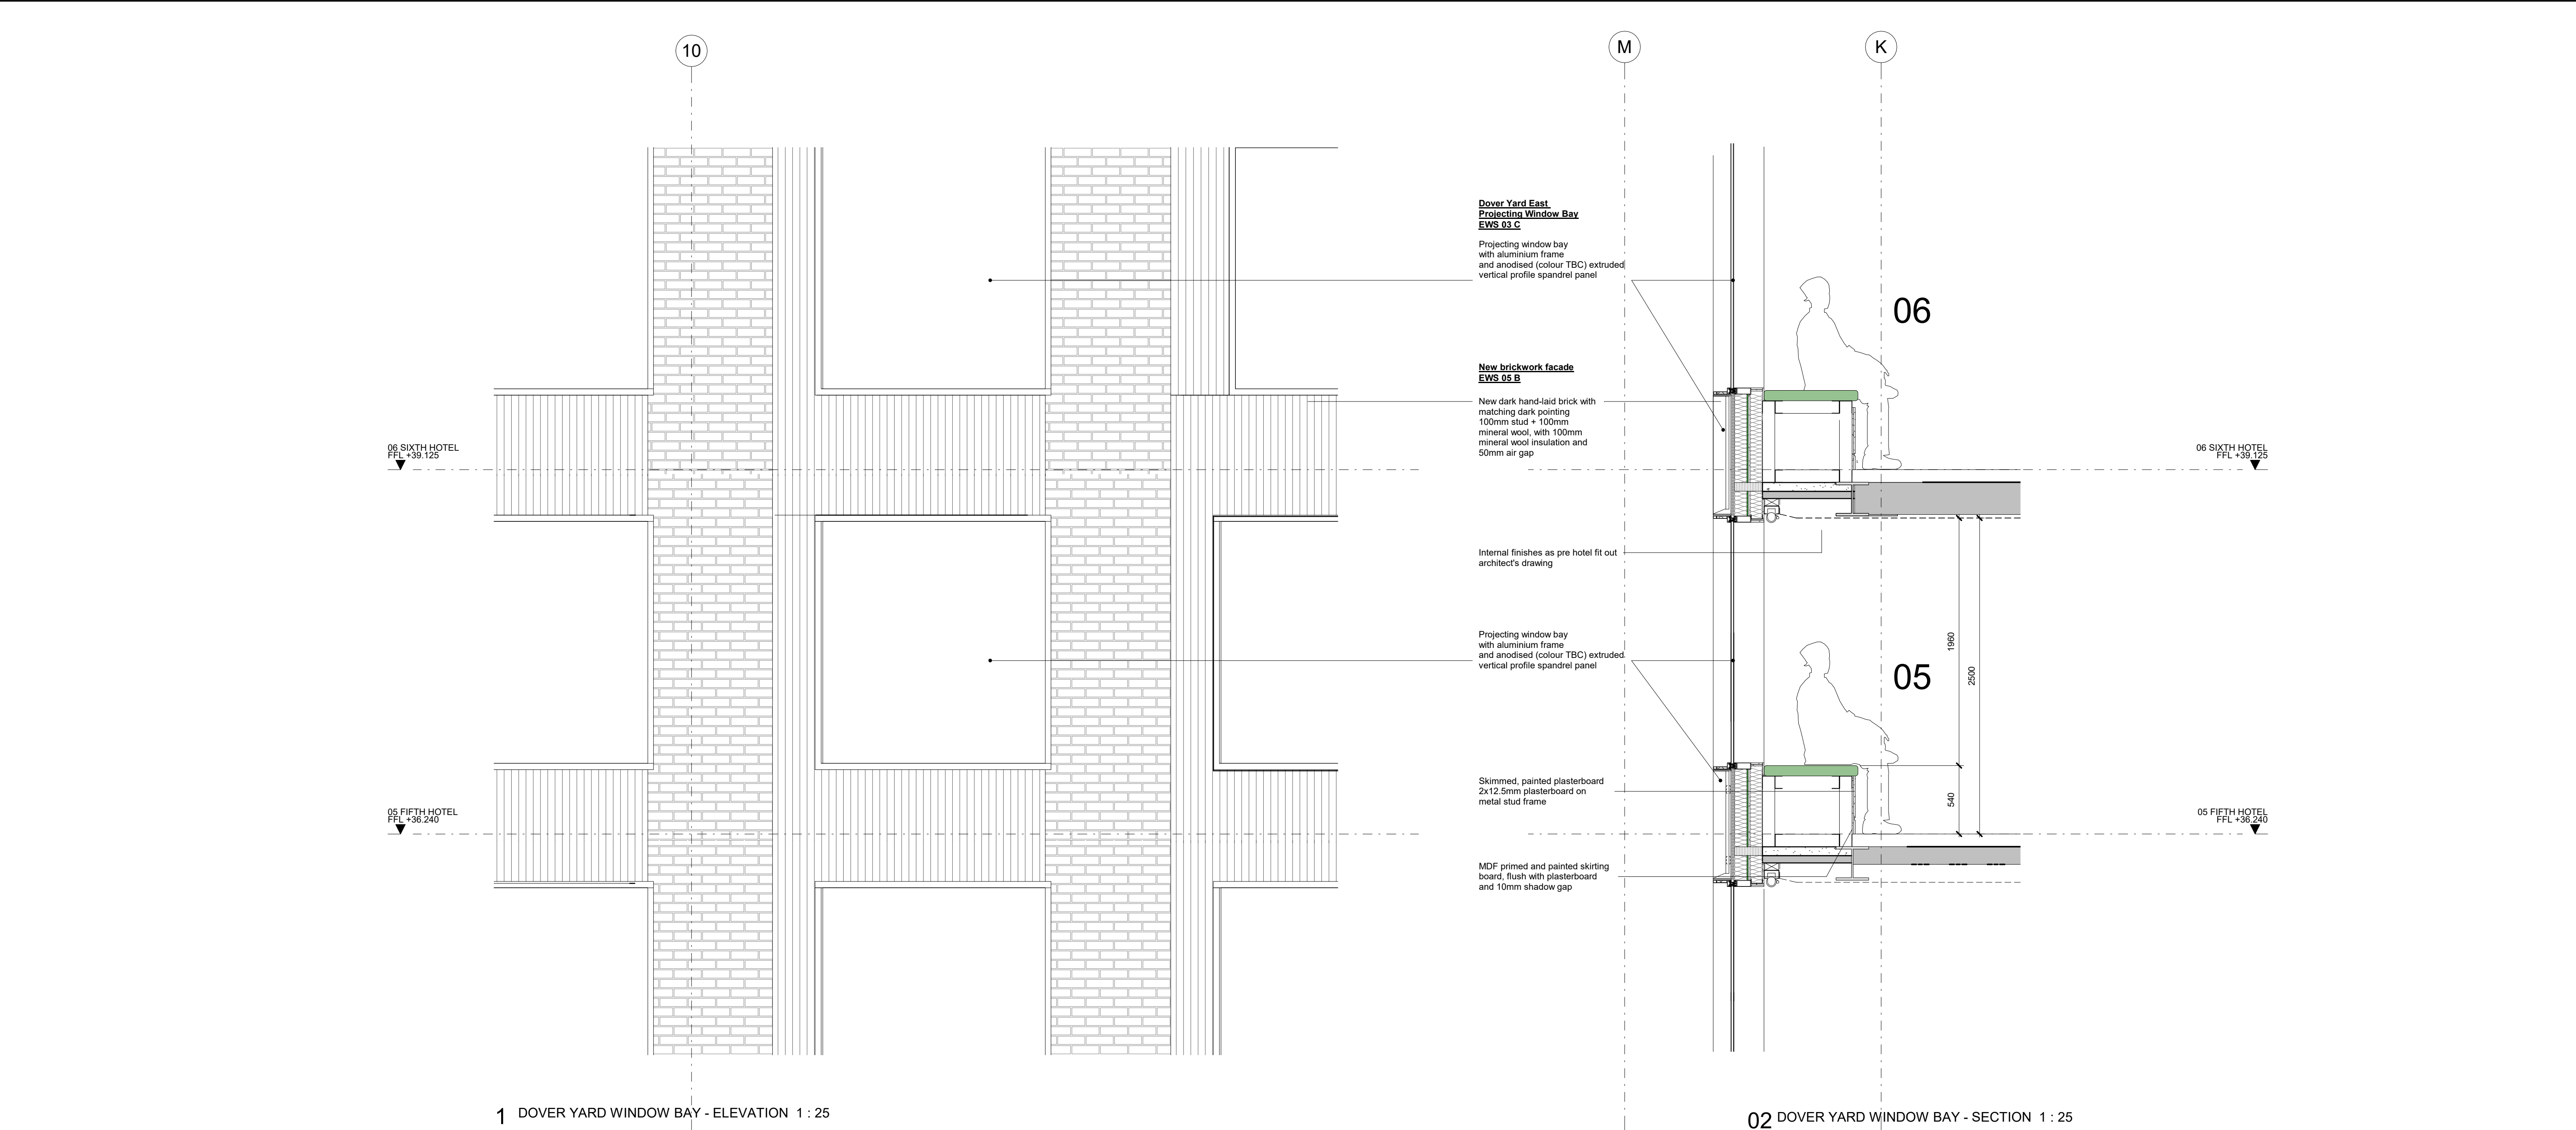 10
M
K
Dover Yard East
Projecting Window Bay
EWS 03 C
Projecting window bay
with aluminium frame
and anodised (colour TBC) extruded
vertical profile spandrel panel
06
New brickwork facade
EWS 05 B
New dark hand-laid brick with
matching dark pointing
100mm stud + 100mm
mineral wool, with 100mm
mineral wool insulation and
50mm air gap
06 SIXTH HOTEL
FFL +39.125
06 SIXTH HOTEL
FFL +39.125
Internal finishes as pre hotel fit out
architect's drawing
Projecting window bay
with aluminium frame
and anodised (colour TBC) extruded
vertical profile spandrel panel
05
1960
2500
540
Skimmed, painted plasterboard
2x12.5mm plasterboard on
metal stud frame
05 FIFTH HOTEL
FFL +36.240
05 FIFTH HOTEL
FFL +36.240
MDF primed and painted skirting
board, flush with plasterboard
and 10mm shadow gap
1 DOVER YARD WINDOW BAY - ELEVATION 1 : 25
02 DOVER YARD WINDOW BAY - SECTION 1 : 25